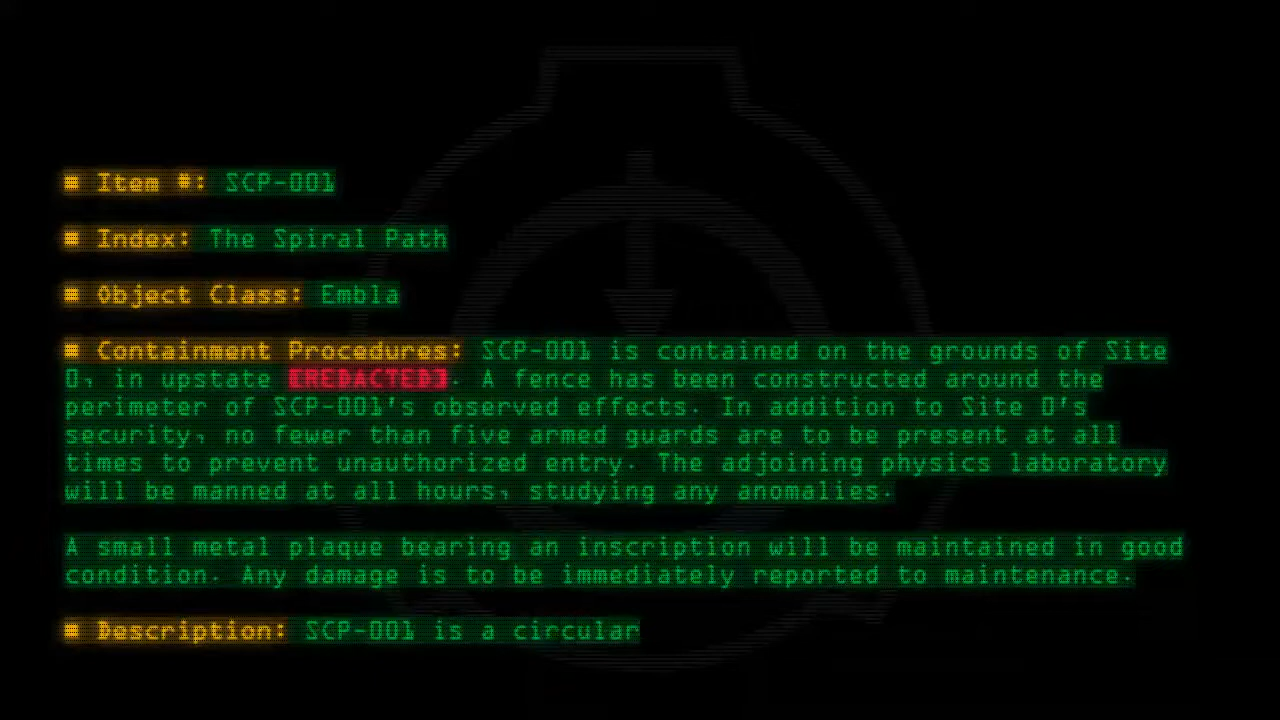 ■ Item #: SCP-001
■ Index: The Spiral Path
■ Object Class: Embla
■ Containment Procedures: SCP-001 is contained on the grounds of Site
0, in upstate [REDACTED]. A fence has been constructed around the
perimeter of SCP-001's observed effects. In addition to Site 0's
security, no fewer than five armed guards are to be present at all
times to prevent unauthorized entry. The adjoining physics laboratory
will be manned at all hours, studying any anomalies.
A small metal plaque bearing an inscription will be maintained in good
condition. Any damage is to be immediately reported to maintenance.
■ Description: SCP-001 is a circular